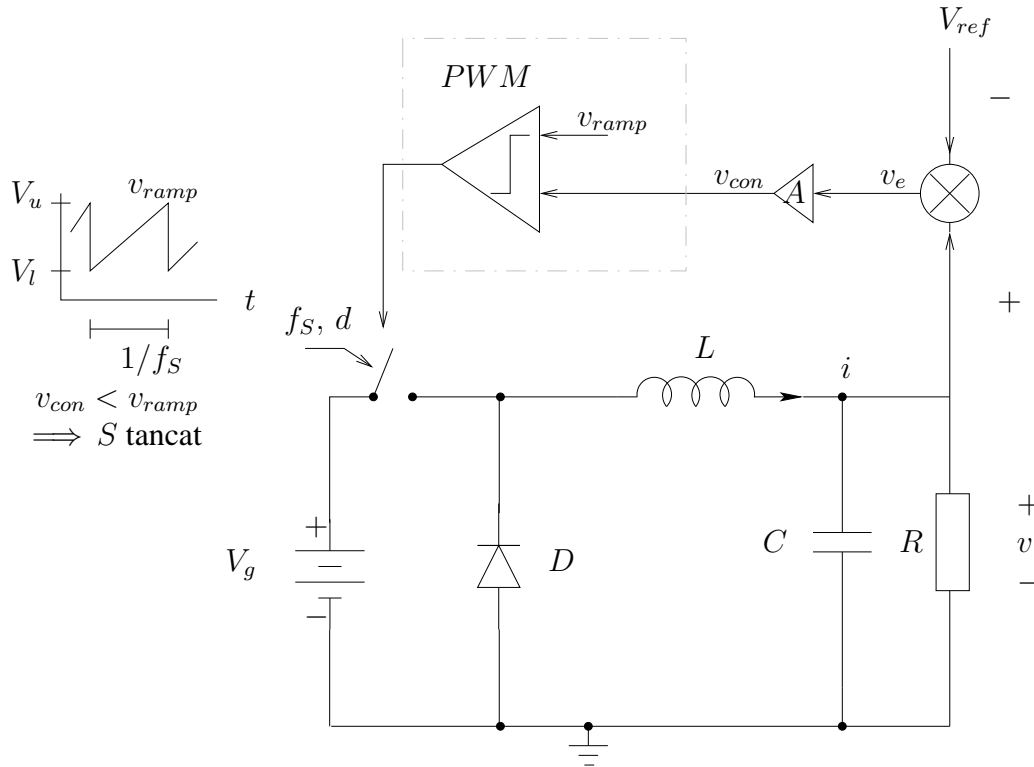 V_ref
−
PWM
v_ramp
v_con
A
v_e
V_u
v_ramp
V_l
t
1/f_S
+
f_S, d
v_con < v_ramp
⟹ S tancat
L
i
+
V_g
−
D
C
R
+
v
−